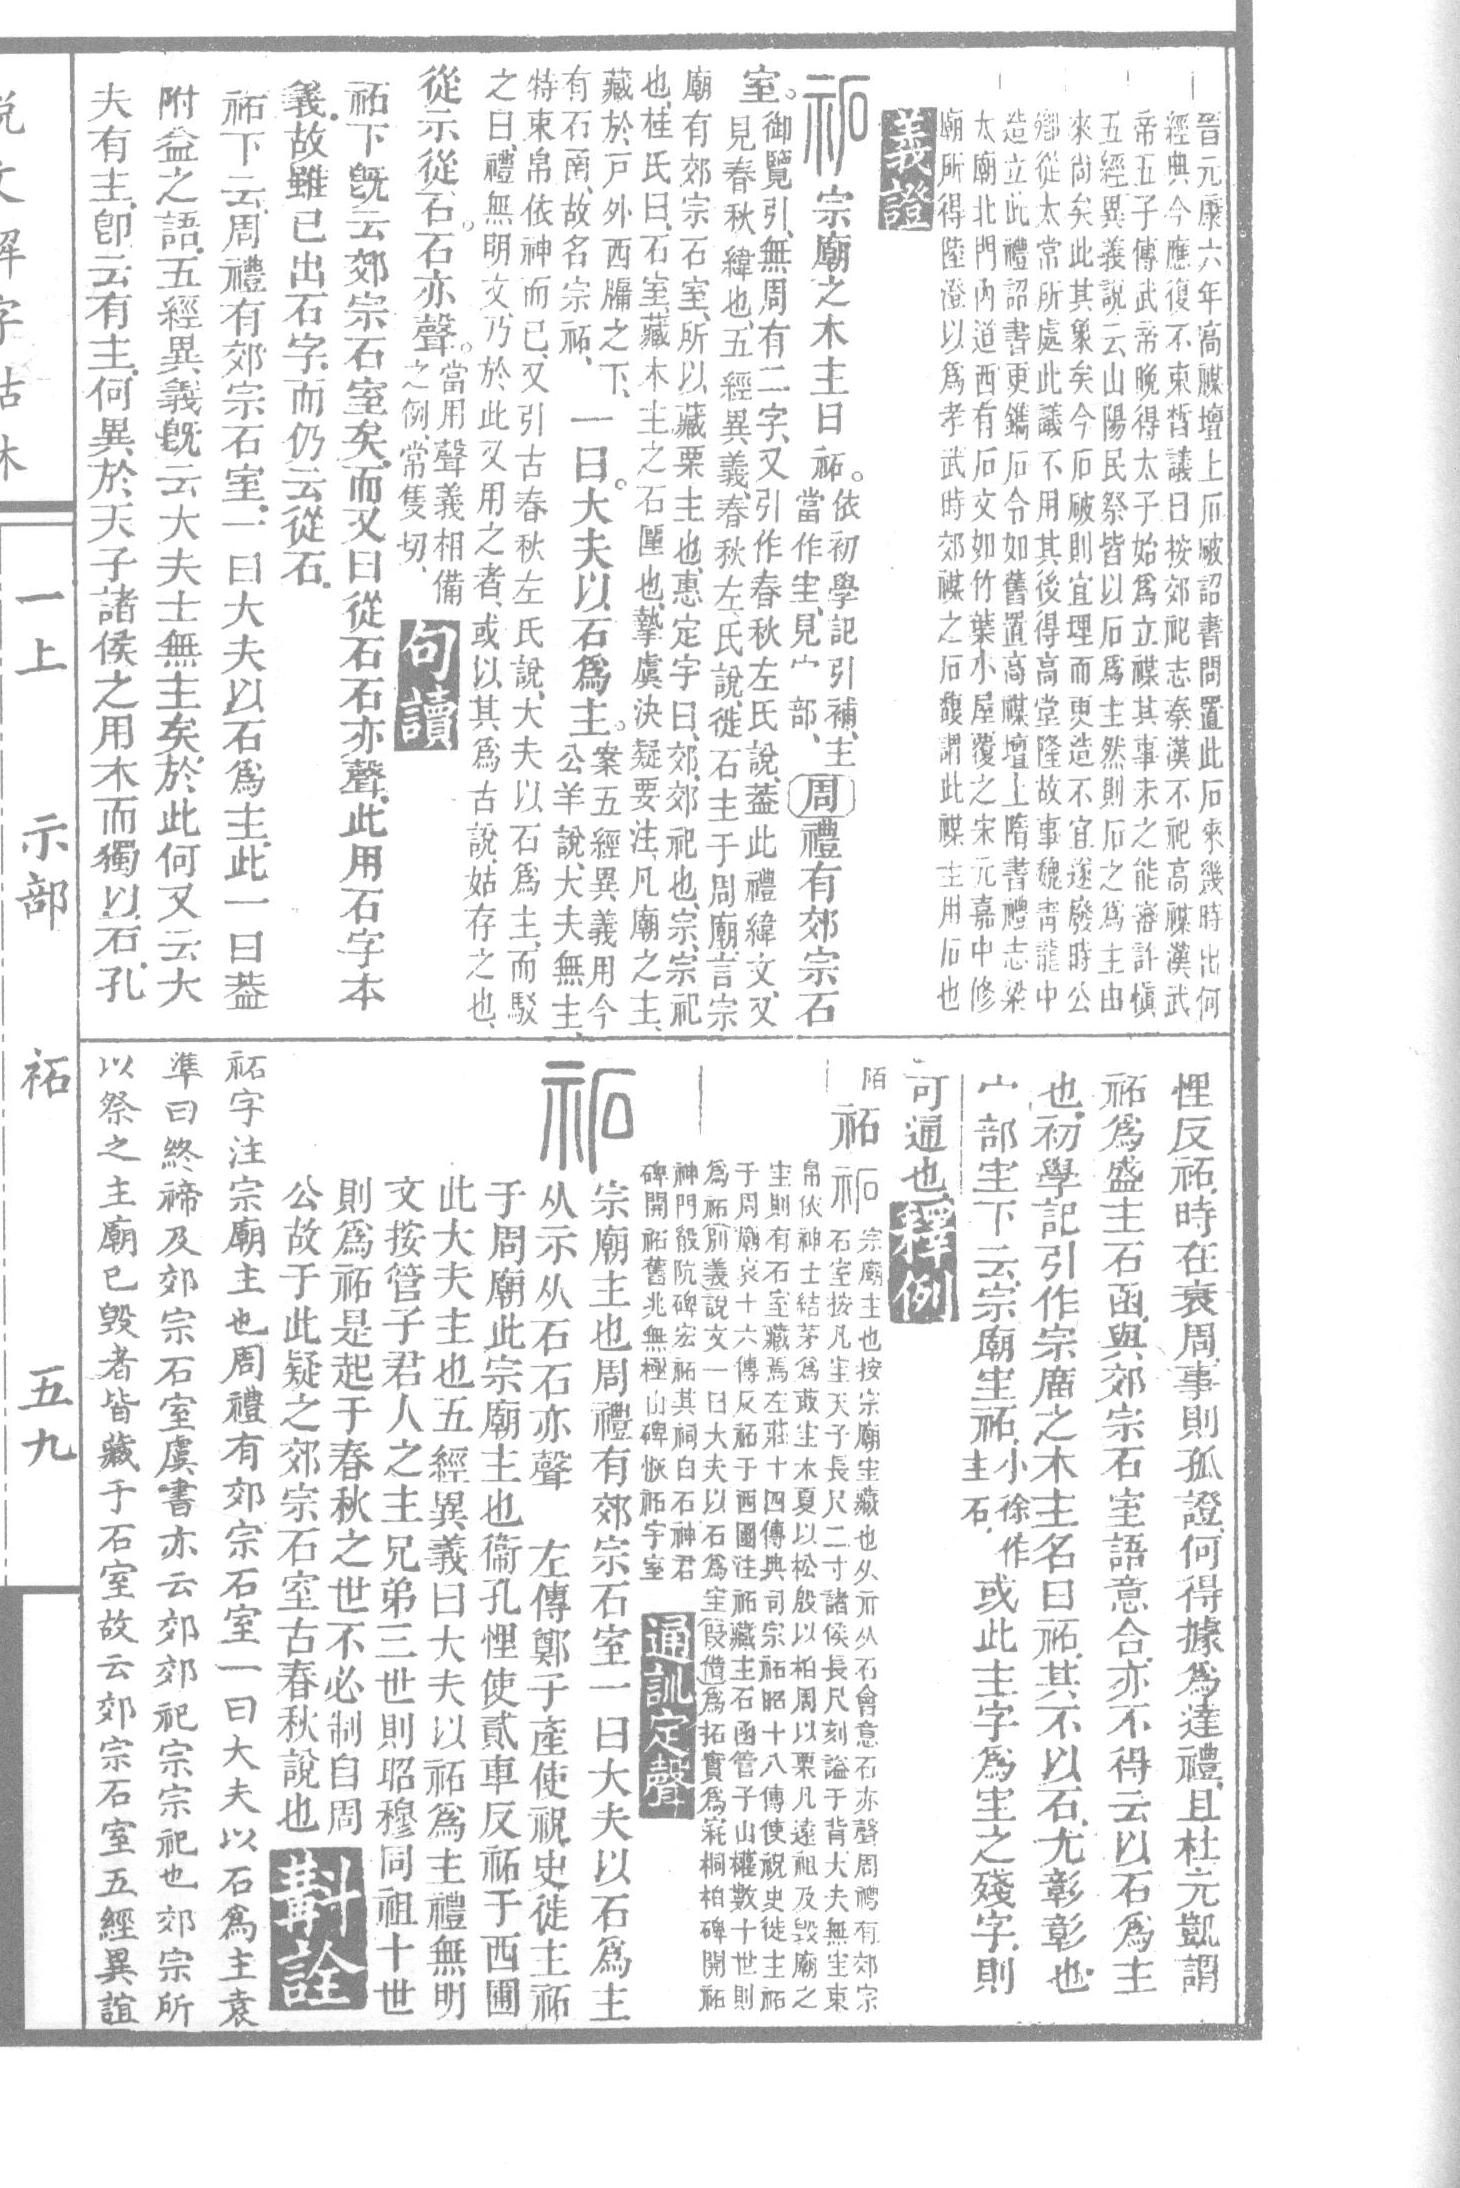 晉元康六年高禖壇上石破詔書問置此石來幾時出何
經典今應復不束晳議曰按郊祀志秦漢不祀高禖漢武
帝五子傳武帝晚得太子始爲立禖其事未之能審許慎
五經異義說云山陽民祭皆以石爲主然則石之爲主由
來尚矣此其象矣今石破則宜埋而更造不宜遂廢時公
卿從太常所處此議不用其後得高堂隆故事魏青龍中
造立此禮詔書更鐫石令如舊置高禖壇上隋書禮志梁
太廟北門內道西有石文如竹葉小屋覆之宋元嘉中修
廟所得陸澄以爲孝武時郊禖之石馥謂此禖主用石也
義證
祏宗廟之木主曰祏。依初學記引補、主
當作宔、見宀部、
周禮有郊宗石
室。御覽引、無周有二字、又引作春秋左氏說、葢此禮緯文、又
見春秋緯也、五經異義、春秋左氏說、徙石主于周廟、言宗
廟有郊宗石室、所以藏栗主也、惠定字曰、郊、郊祀也、宗、宗祀
也、桂氏曰、石室、藏木主之石匰也、摯虞決疑要注、凡廟之主、
藏於戸外西牖之下、
有石函、故名宗祏、
一曰。大夫以石爲主。案五經異義用今
公羊說、大夫無主、
特束帛依神而已、又引古春秋左氏說、大夫以石爲主、而駁
之曰、禮無明文、乃於此又用之者、或以其爲古說、姑存之也、
從示從石。石亦聲。當用聲義相備
之例、常隻切、
句讀
祏下旣云郊宗石室矣、而又曰從石石亦聲、此用石字本
義、故雖已出石字、而仍云從石、
祏下云、周禮有郊宗石室、一曰大夫以石爲主、此一曰葢
附益之語、五經異義旣云大夫士無主矣、於此何又云大
夫有主、卽云有主、何異於天子諸侯之用木而獨以石、孔
悝反祏、時在衰周、事則孤證、何得據爲達禮、且杜元凱謂
祏爲盛主石函、與郊宗石室語意合、亦不得云以石爲主
也、初學記引作宗廣之木主名曰祏、其不以石、尤彰彰也、
宀部宔下云、宗廟宔祏、小徐作
主石、
或此主字爲宔之殘字、則
可通也、
釋例
陌
祏
祏宗廟主也按宗廟宔藏也从示从石會意石亦聲周禮有郊宗
石室按凡宔天子長尺二寸諸侯長尺刻謚于背大夫無宔束
帛依神士結茅爲菆宔木夏以松殷以柏周以栗凡遠祖及毀廟之
宔則有石室藏焉左莊十四傳典司宗祏昭十八傳使祝史徙主祏
于周廟哀十六傳反祏于西圃注祏藏主石函管子山權數十世則
爲祏別義說文一曰大夫以石爲宔叚借爲拓實爲㡯桐柏碑開祏
神門殽阬碑宏祏其祠白石神君
碑開祏舊兆無極山碑恢祏宇室
通訓定聲
祏宗廟主也周禮有郊宗石室一曰大夫以石爲主
从示从石石亦聲　左傳鄭子產使祝史徙主祏
于周廟此宗廟主也衞孔悝使貳車反祏于西圃
此大夫主也五經異義曰大夫以祏爲主禮無明
文按管子君人之主兄弟三世則昭穆同祖十世
則爲祏是起于春秋之世不必制自周
公故于此疑之郊宗石室古春秋說也
斠詮
祏字注宗廟主也周禮有郊宗石室一曰大夫以石爲主袁
準曰終禘及郊宗石室虞書亦云郊郊祀宗宗祀也郊宗所
以祭之主廟已毀者皆藏于石室故云郊宗石室五經異誼
說文解字詁林
一上
示部
祏
五九